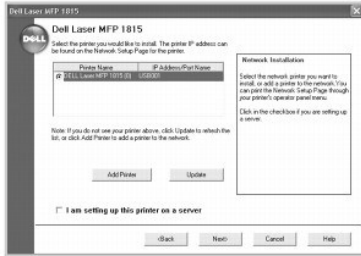 Dell Laser MFP 1815
DELL
Dell Laser MFP 1815
Select the printer you would like to install. The printer IP address can
be found on the Network Setup Page for the printer.
Printer Name IP Address/Port Name
DELL Laser MFP 1815 (0) USB001
Note: If you do not see your printer above, click Update to refresh the
list, or click Add Printer to add a printer to the network.
Add Printer Update
Network Installation
Select the network printer you want to
install, or add a printer to the network. You
can print the Network Setup Page through
your printer's operator panel menu.
Click in the checkbox if you are setting up
a server.
I am setting up this printer on a server
<Back Next> Cancel Help